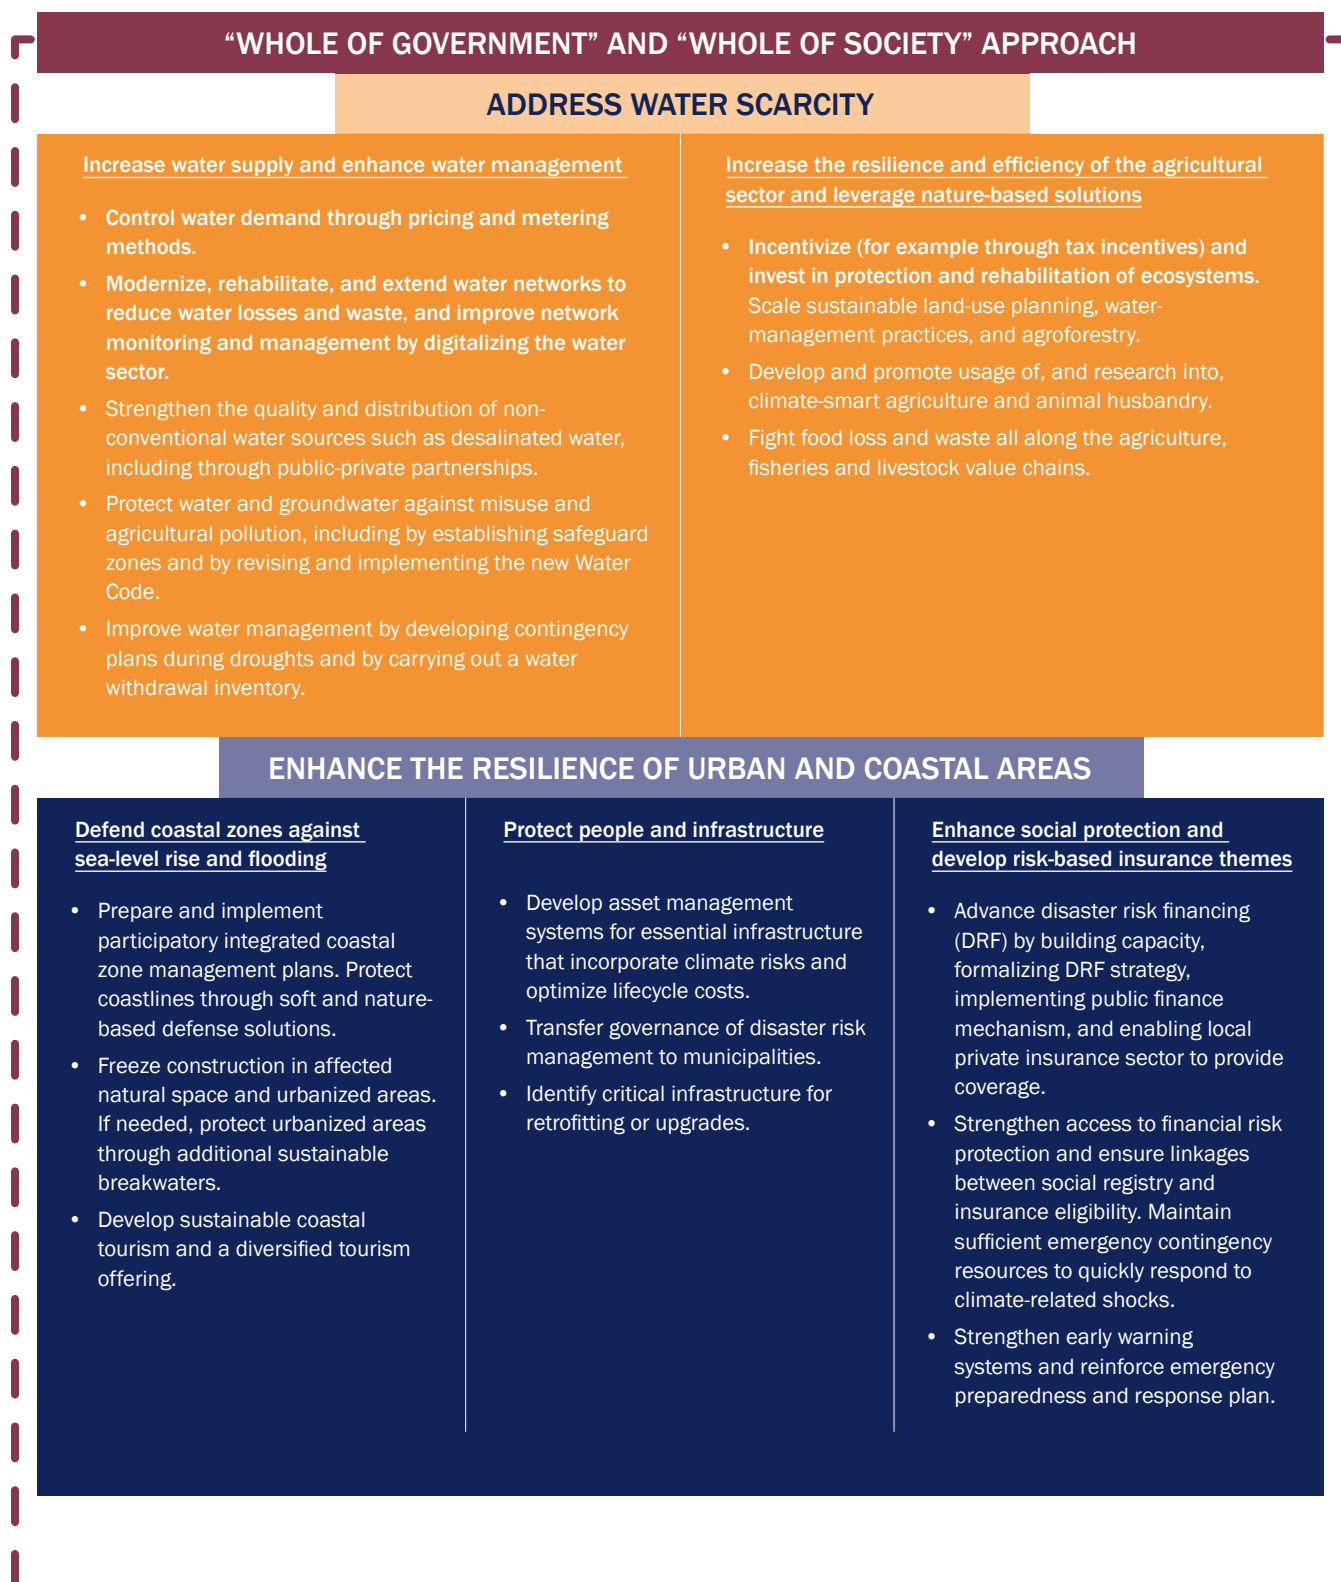 “WHOLE OF GOVERNMENT” AND “WHOLE OF SOCIETY” APPROACH
ADDRESS WATER SCARCITY
Increase water supply and enhance water management
• Control water demand through pricing and metering
methods.
• Modernize, rehabilitate, and extend water networks to
reduce water losses and waste, and improve network
monitoring and management by digitalizing the water
sector.
• Strengthen the quality and distribution of non-
conventional water sources such as desalinated water,
including through public-private partnerships.
• Protect water and groundwater against misuse and
agricultural pollution, including by establishing safeguard
zones and by revising and implementing the new Water
Code.
• Improve water management by developing contingency
plans during droughts and by carrying out a water
withdrawal inventory.
Increase the resilience and efficiency of the agricultural
sector and leverage nature-based solutions
• Incentivize (for example through tax incentives) and
invest in protection and rehabilitation of ecosystems.
Scale sustainable land-use planning, water-
management practices, and agroforestry.
• Develop and promote usage of, and research into,
climate-smart agriculture and animal husbandry.
• Fight food loss and waste all along the agriculture,
fisheries and livestock value chains.
ENHANCE THE RESILIENCE OF URBAN AND COASTAL AREAS
Defend coastal zones against
sea-level rise and flooding
• Prepare and implement
participatory integrated coastal
zone management plans. Protect
coastlines through soft and nature-
based defense solutions.
• Freeze construction in affected
natural space and urbanized areas.
If needed, protect urbanized areas
through additional sustainable
breakwaters.
• Develop sustainable coastal
tourism and a diversified tourism
offering.
Protect people and infrastructure
• Develop asset management
systems for essential infrastructure
that incorporate climate risks and
optimize lifecycle costs.
• Transfer governance of disaster risk
management to municipalities.
• Identify critical infrastructure for
retrofitting or upgrades.
Enhance social protection and
develop risk-based insurance themes
• Advance disaster risk financing
(DRF) by building capacity,
formalizing DRF strategy,
implementing public finance
mechanism, and enabling local
private insurance sector to provide
coverage.
• Strengthen access to financial risk
protection and ensure linkages
between social registry and
insurance eligibility. Maintain
sufficient emergency contingency
resources to quickly respond to
climate-related shocks.
• Strengthen early warning
systems and reinforce emergency
preparedness and response plan.